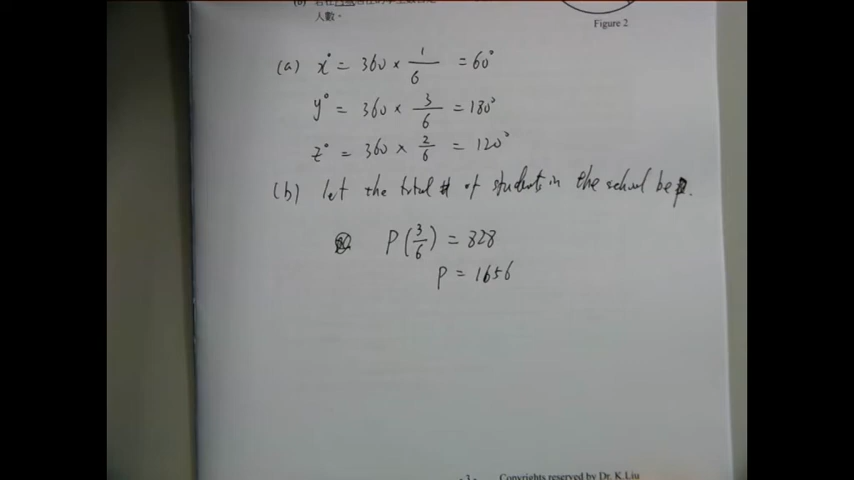 人數。
Figure 2
(a) x° = 360 × 1/6 = 60°
y° = 360 × 3/6 = 180°
z° = 360 × 2/6 = 120°
(b) let the total # of students in the school be p.
P(3/6) = 828
P = 1656
- 3 - Copyrights reserved by Dr. K.Liu